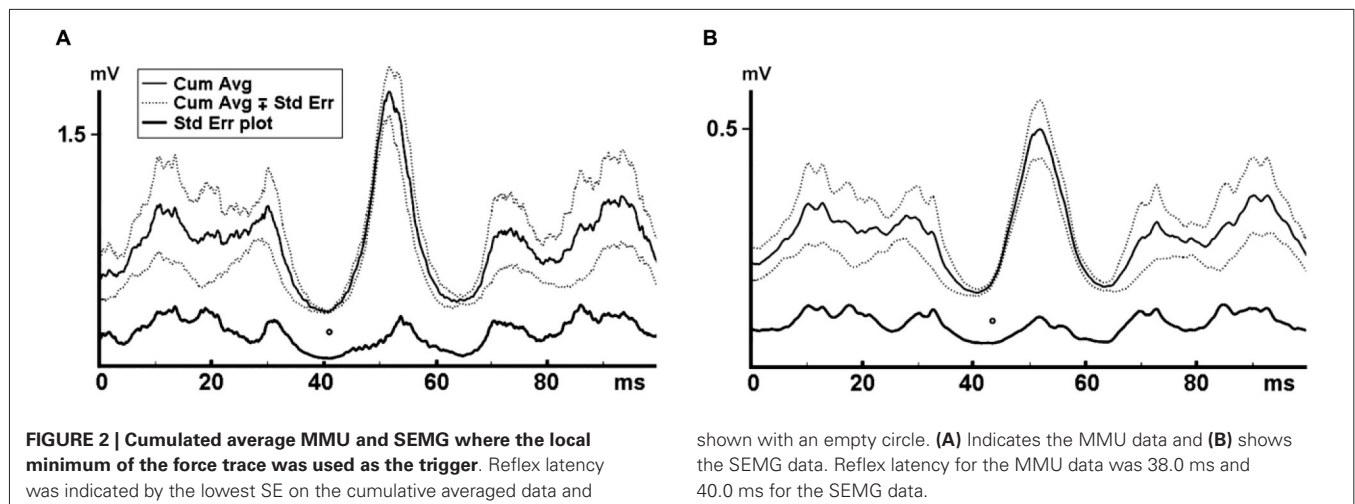 A
mV
Cum Avg
Cum Avg ∓ Std Err
Std Err plot
1.5
0 20 40 60 80 ms
B
mV
0.5
0 20 40 60 80 ms
FIGURE 2 | Cumulated average MMU and SEMG where the local
minimum of the force trace was used as the trigger. Reflex latency
was indicated by the lowest SE on the cumulative averaged data and
shown with an empty circle. (A) Indicates the MMU data and (B) shows
the SEMG data. Reflex latency for the MMU data was 38.0 ms and
40.0 ms for the SEMG data.